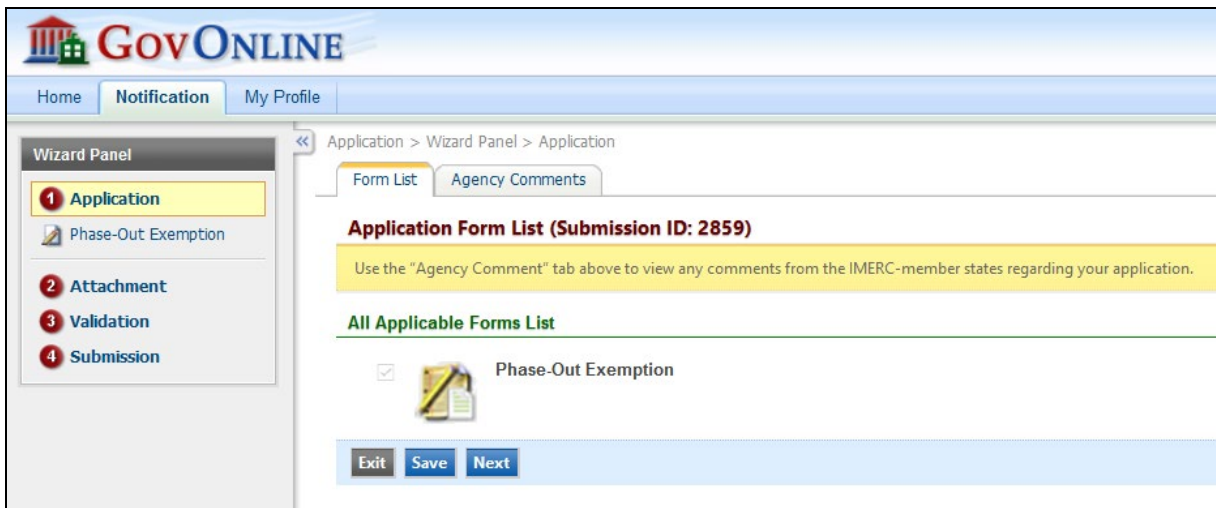 GOVONLINE
Home Notification My Profile
Wizard Panel
1 Application
Phase-Out Exemption
2 Attachment
3 Validation
4 Submission
« Application > Wizard Panel > Application
Form List Agency Comments
Application Form List (Submission ID: 2859)
Use the "Agency Comment" tab above to view any comments from the IMERC-member states regarding your application.
All Applicable Forms List
Phase-Out Exemption
Exit Save Next